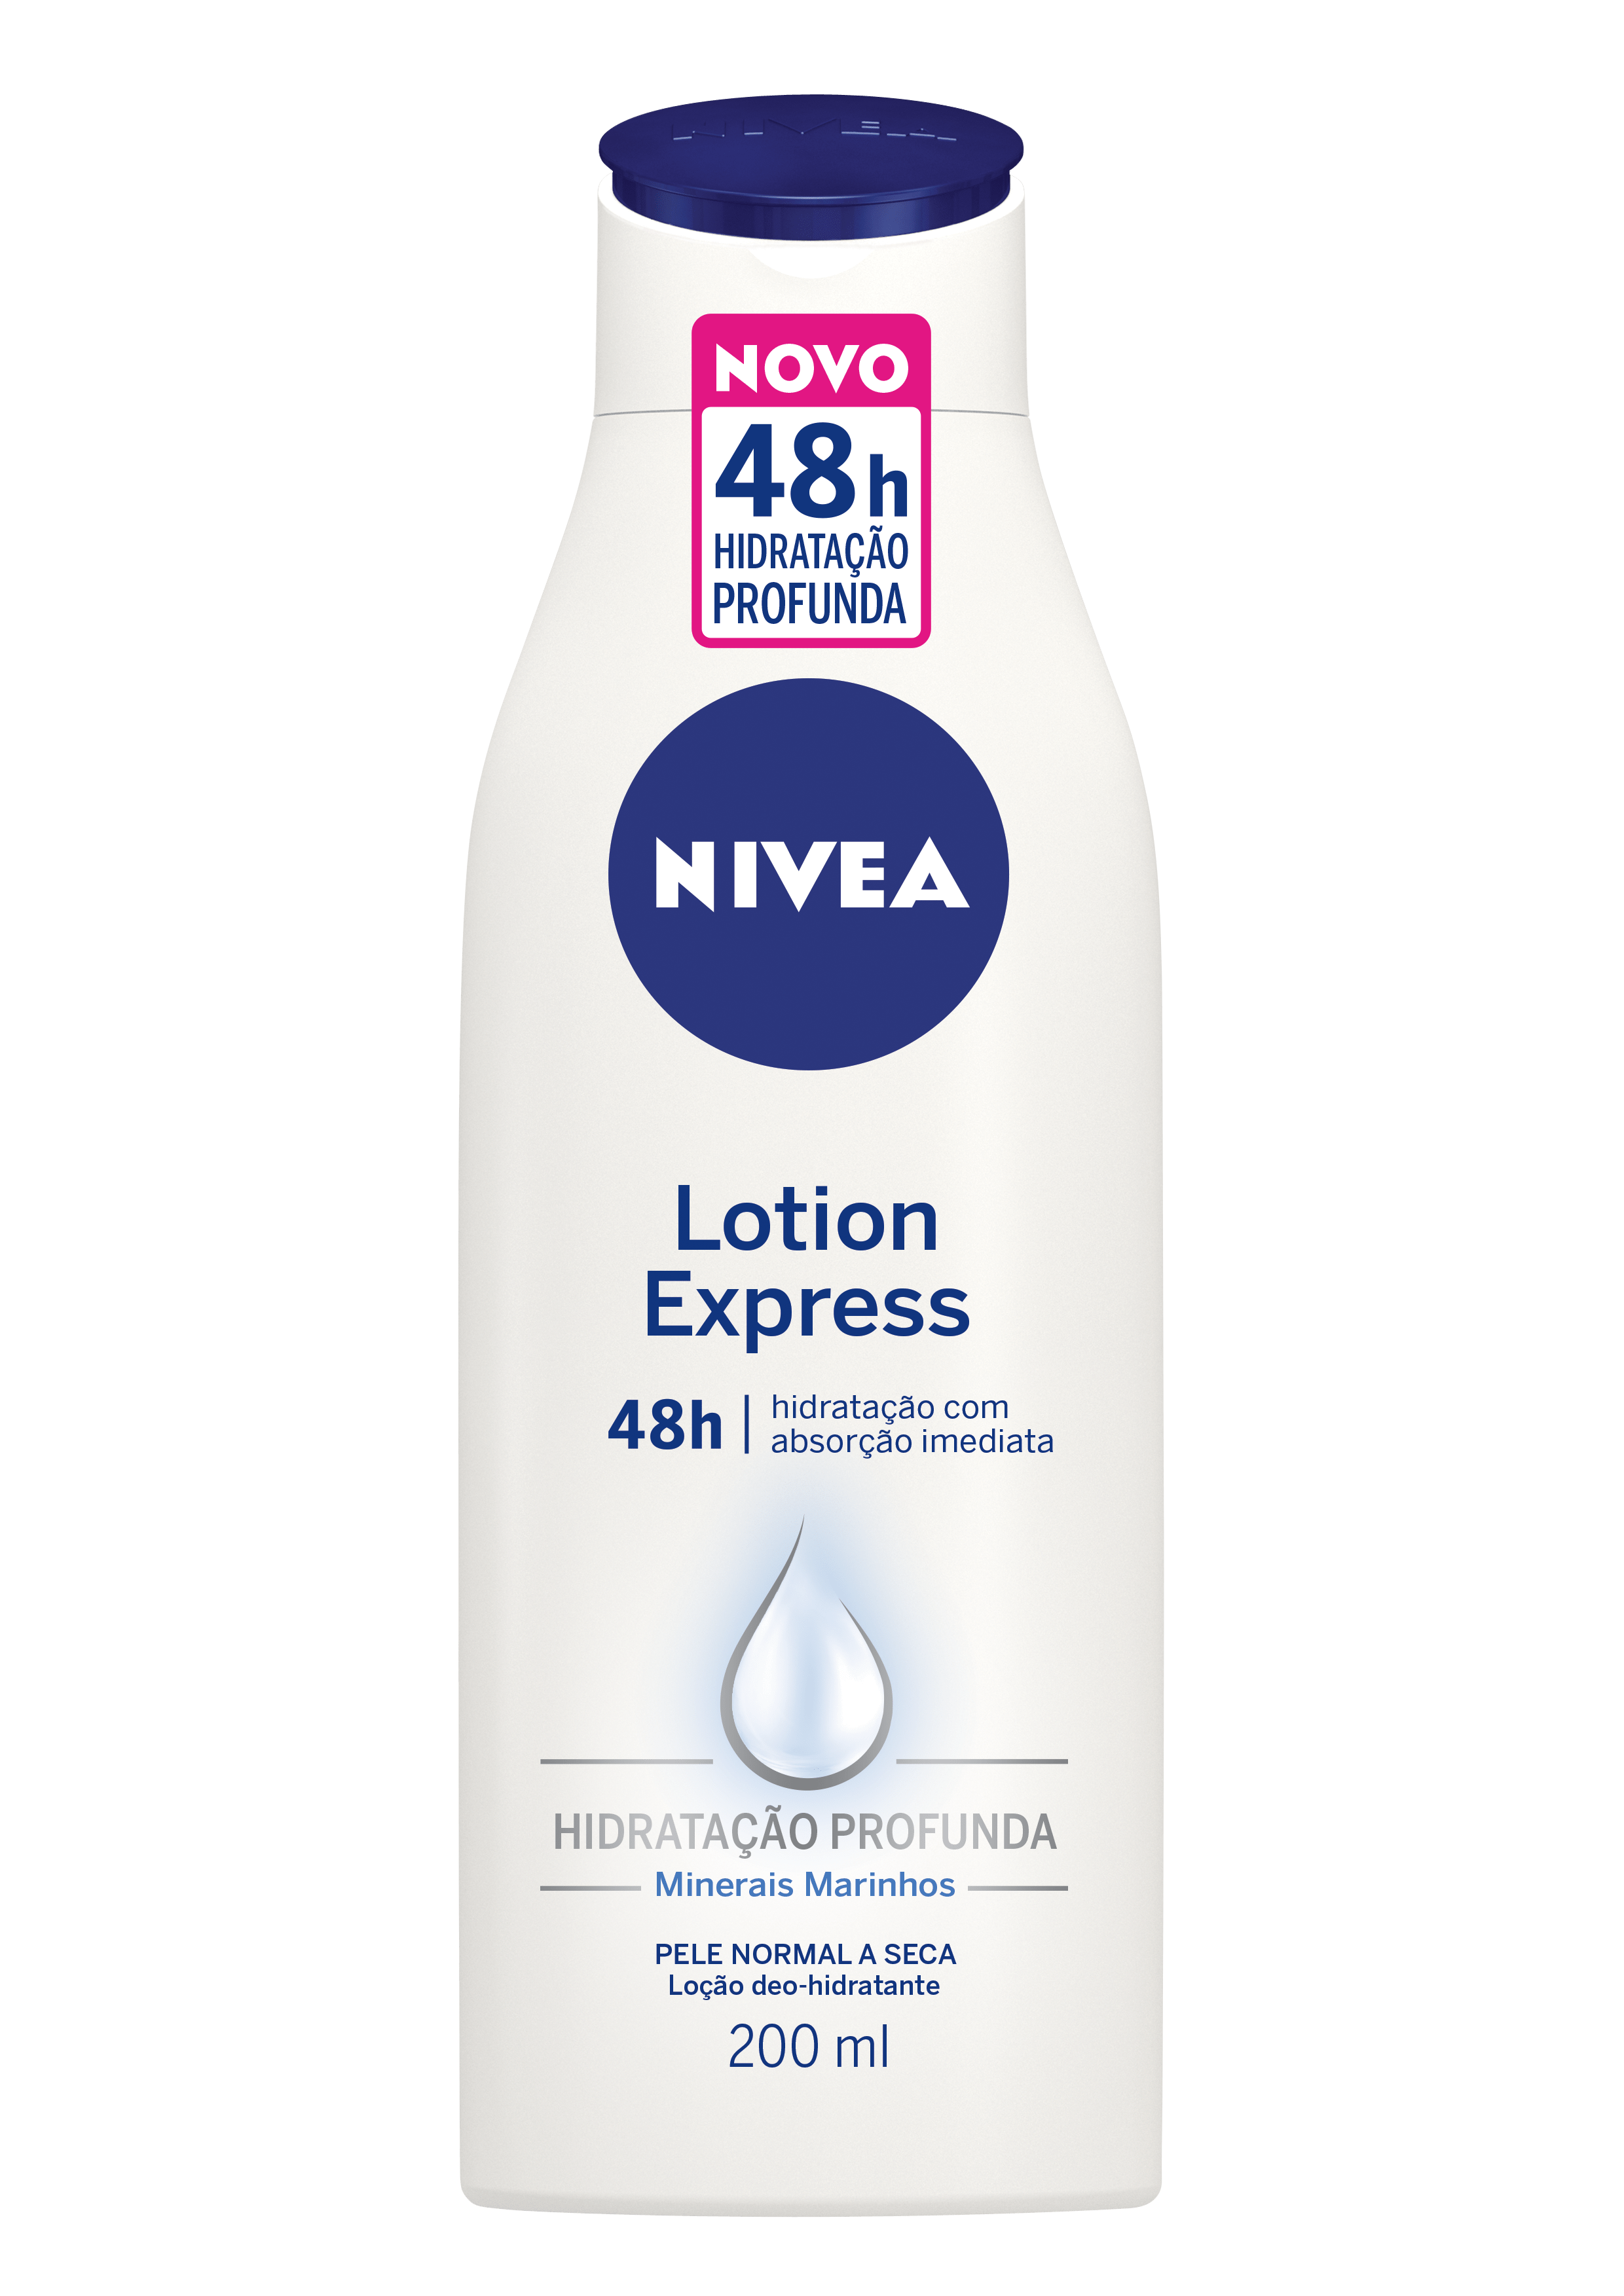 NIVEA
NOVO
48h
HIDRATAÇÃO
PROFUNDA
NIVEA
Lotion
Express
48h | hidratação com
absorção imediata
HIDRATAÇÃO PROFUNDA
Minerais Marinhos
PELE NORMAL A SECA
Loção deo-hidratante
200 ml